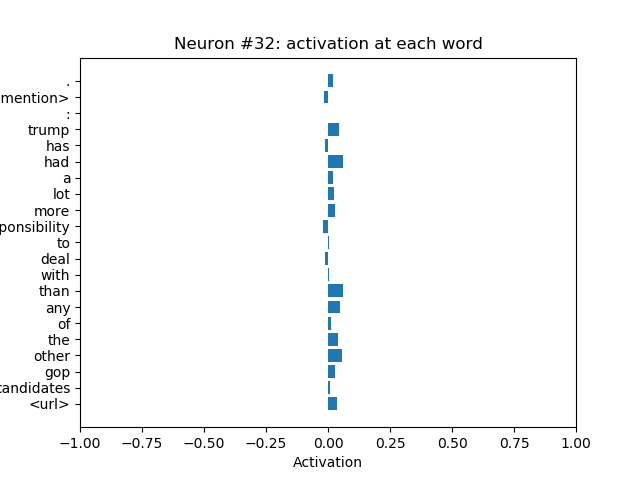 Neuron #32: activation at each word
.
mention>
:
trump
has
had
a
lot
more
ponsibility
to
deal
with
than
any
of
the
other
gop
candidates
<url>
−1.00 −0.75 −0.50 −0.25 0.00 0.25 0.50 0.75 1.00
Activation